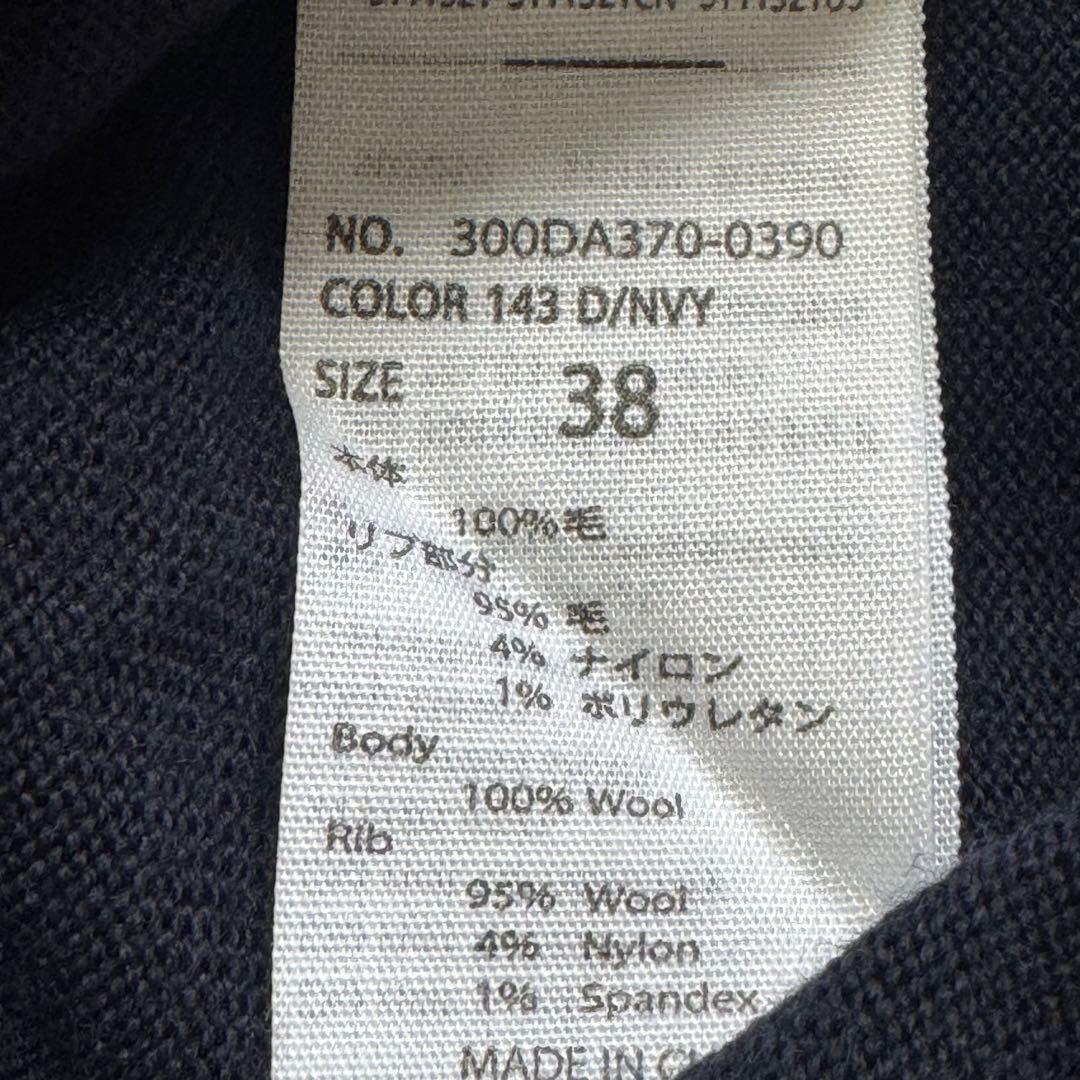 NO. 300DA370-0390
COLOR 143 D/NVY
SIZE 38
本体
100% 毛
リブ部分
95% 毛
4% ナイロン
1% ポリウレタン
Body
100% Wool
Rib
95% Wool
4% Nylon
1% Spandex
MADE IN